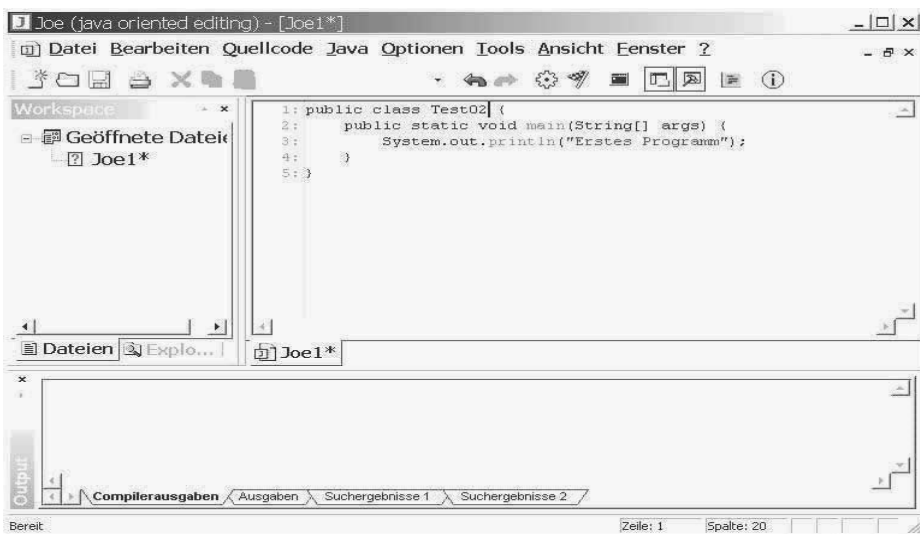 Joe (java oriented editing) - [Joe1*]
Datei Bearbeiten Quellcode Java Optionen Tools Ansicht Fenster ?
Workspace
Geöffnete Dateie
Joe1*
1: public class Test02 {
2: public static void main(String[] args) {
3: System.out.println("Erstes Programm");
4: }
5: }
Dateien Explo...
Joe1*
Output
Compilerausgaben Ausgaben Suchergebnisse 1 Suchergebnisse 2
Bereit Zeile: 1 Spalte: 20